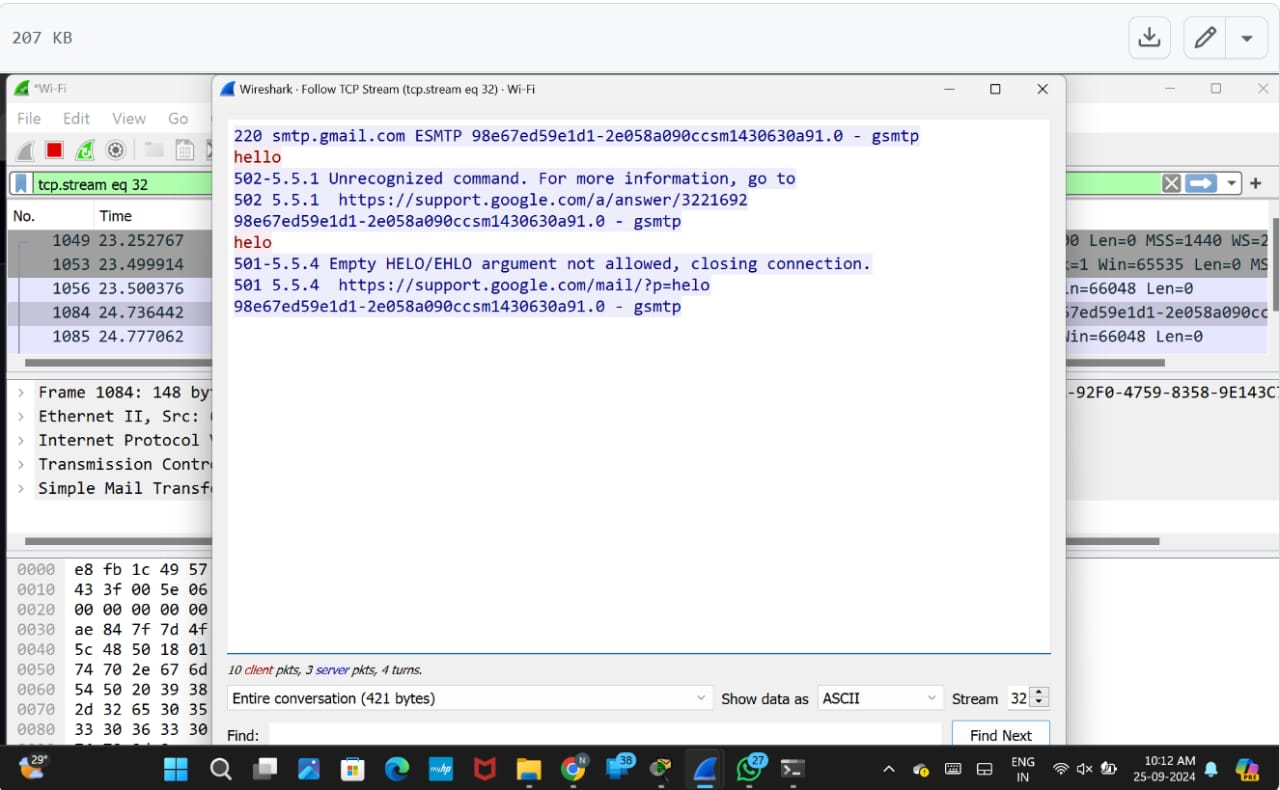 207 KB
*Wi-Fi
Wireshark · Follow TCP Stream (tcp.stream eq 32) · Wi-Fi
File Edit View Go
220 smtp.gmail.com ESMTP 98e67ed59e1d1-2e058a090ccsm1430630a91.0 - gsmtp
hello
502-5.5.1 Unrecognized command. For more information, go to
502 5.5.1  https://support.google.com/a/answer/3221692
98e67ed59e1d1-2e058a090ccsm1430630a91.0 - gsmtp
helo
501-5.5.4 Empty HELO/EHLO argument not allowed, closing connection.
501 5.5.4  https://support.google.com/mail/?p=helo
98e67ed59e1d1-2e058a090ccsm1430630a91.0 - gsmtp
tcp.stream eq 32
No. Time
1049 23.252767
1053 23.499914
1056 23.500376
1084 24.736442
1085 24.777062
Len=0 MSS=1440 WS=2
=1 Win=65535 Len=0 MS
n=66048 Len=0
67ed59e1d1-2e058a090cc
Win=66048 Len=0
Frame 1084: 148 by
Ethernet II, Src:
Internet Protocol
Transmission Contr
Simple Mail Transf
-92F0-4759-8358-9E143C
0000 e8 fb 1c 49 57
0010 43 3f 00 5e 06
0020 00 00 00 00 00
0030 ae 84 7f 7d 4f
0040 5c 48 50 18 01
0050 74 70 2e 67 6d
0060 54 50 20 39 38
0070 2d 32 65 30 35
0080 33 30 36 33 30
10 client pkts, 3 server pkts, 4 turns.
Entire conversation (421 bytes) Show data as ASCII Stream 32
Find: Find Next
29°
myhp
N
38
27
PRE
ENG
IN
10:12 AM
25-09-2024